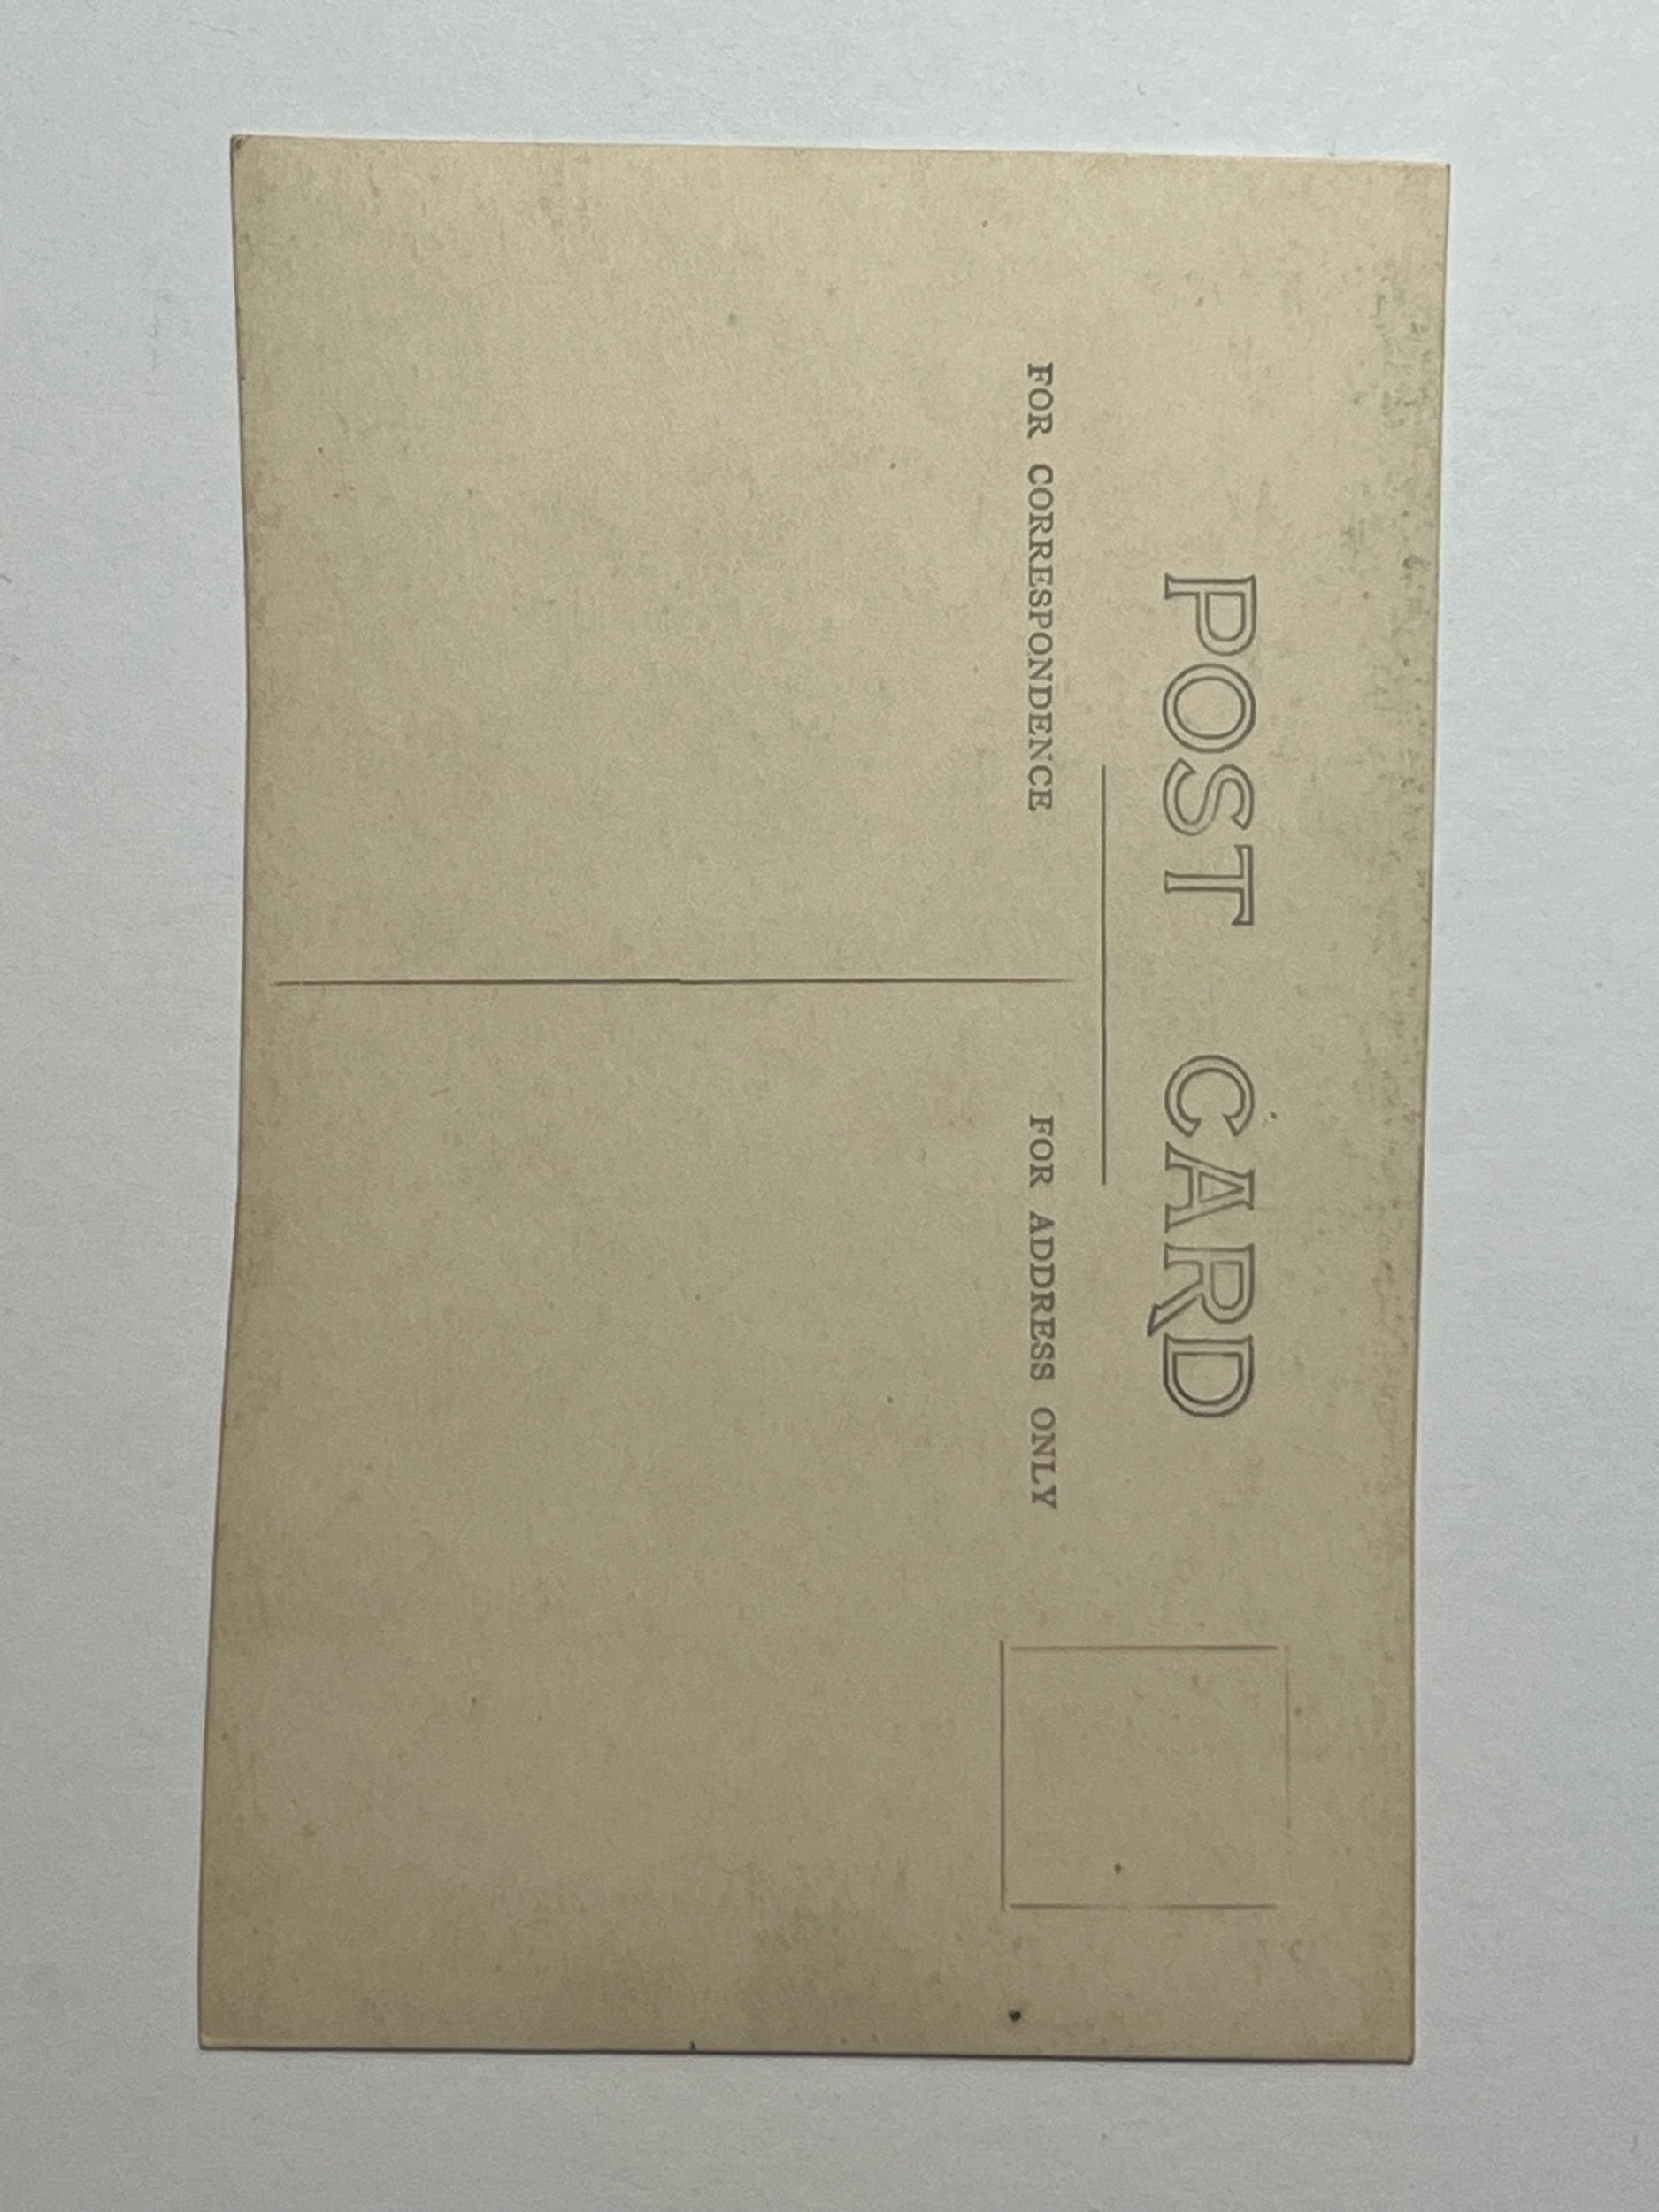 POST CARD
FOR CORRESPONDENCE
FOR ADDRESS ONLY